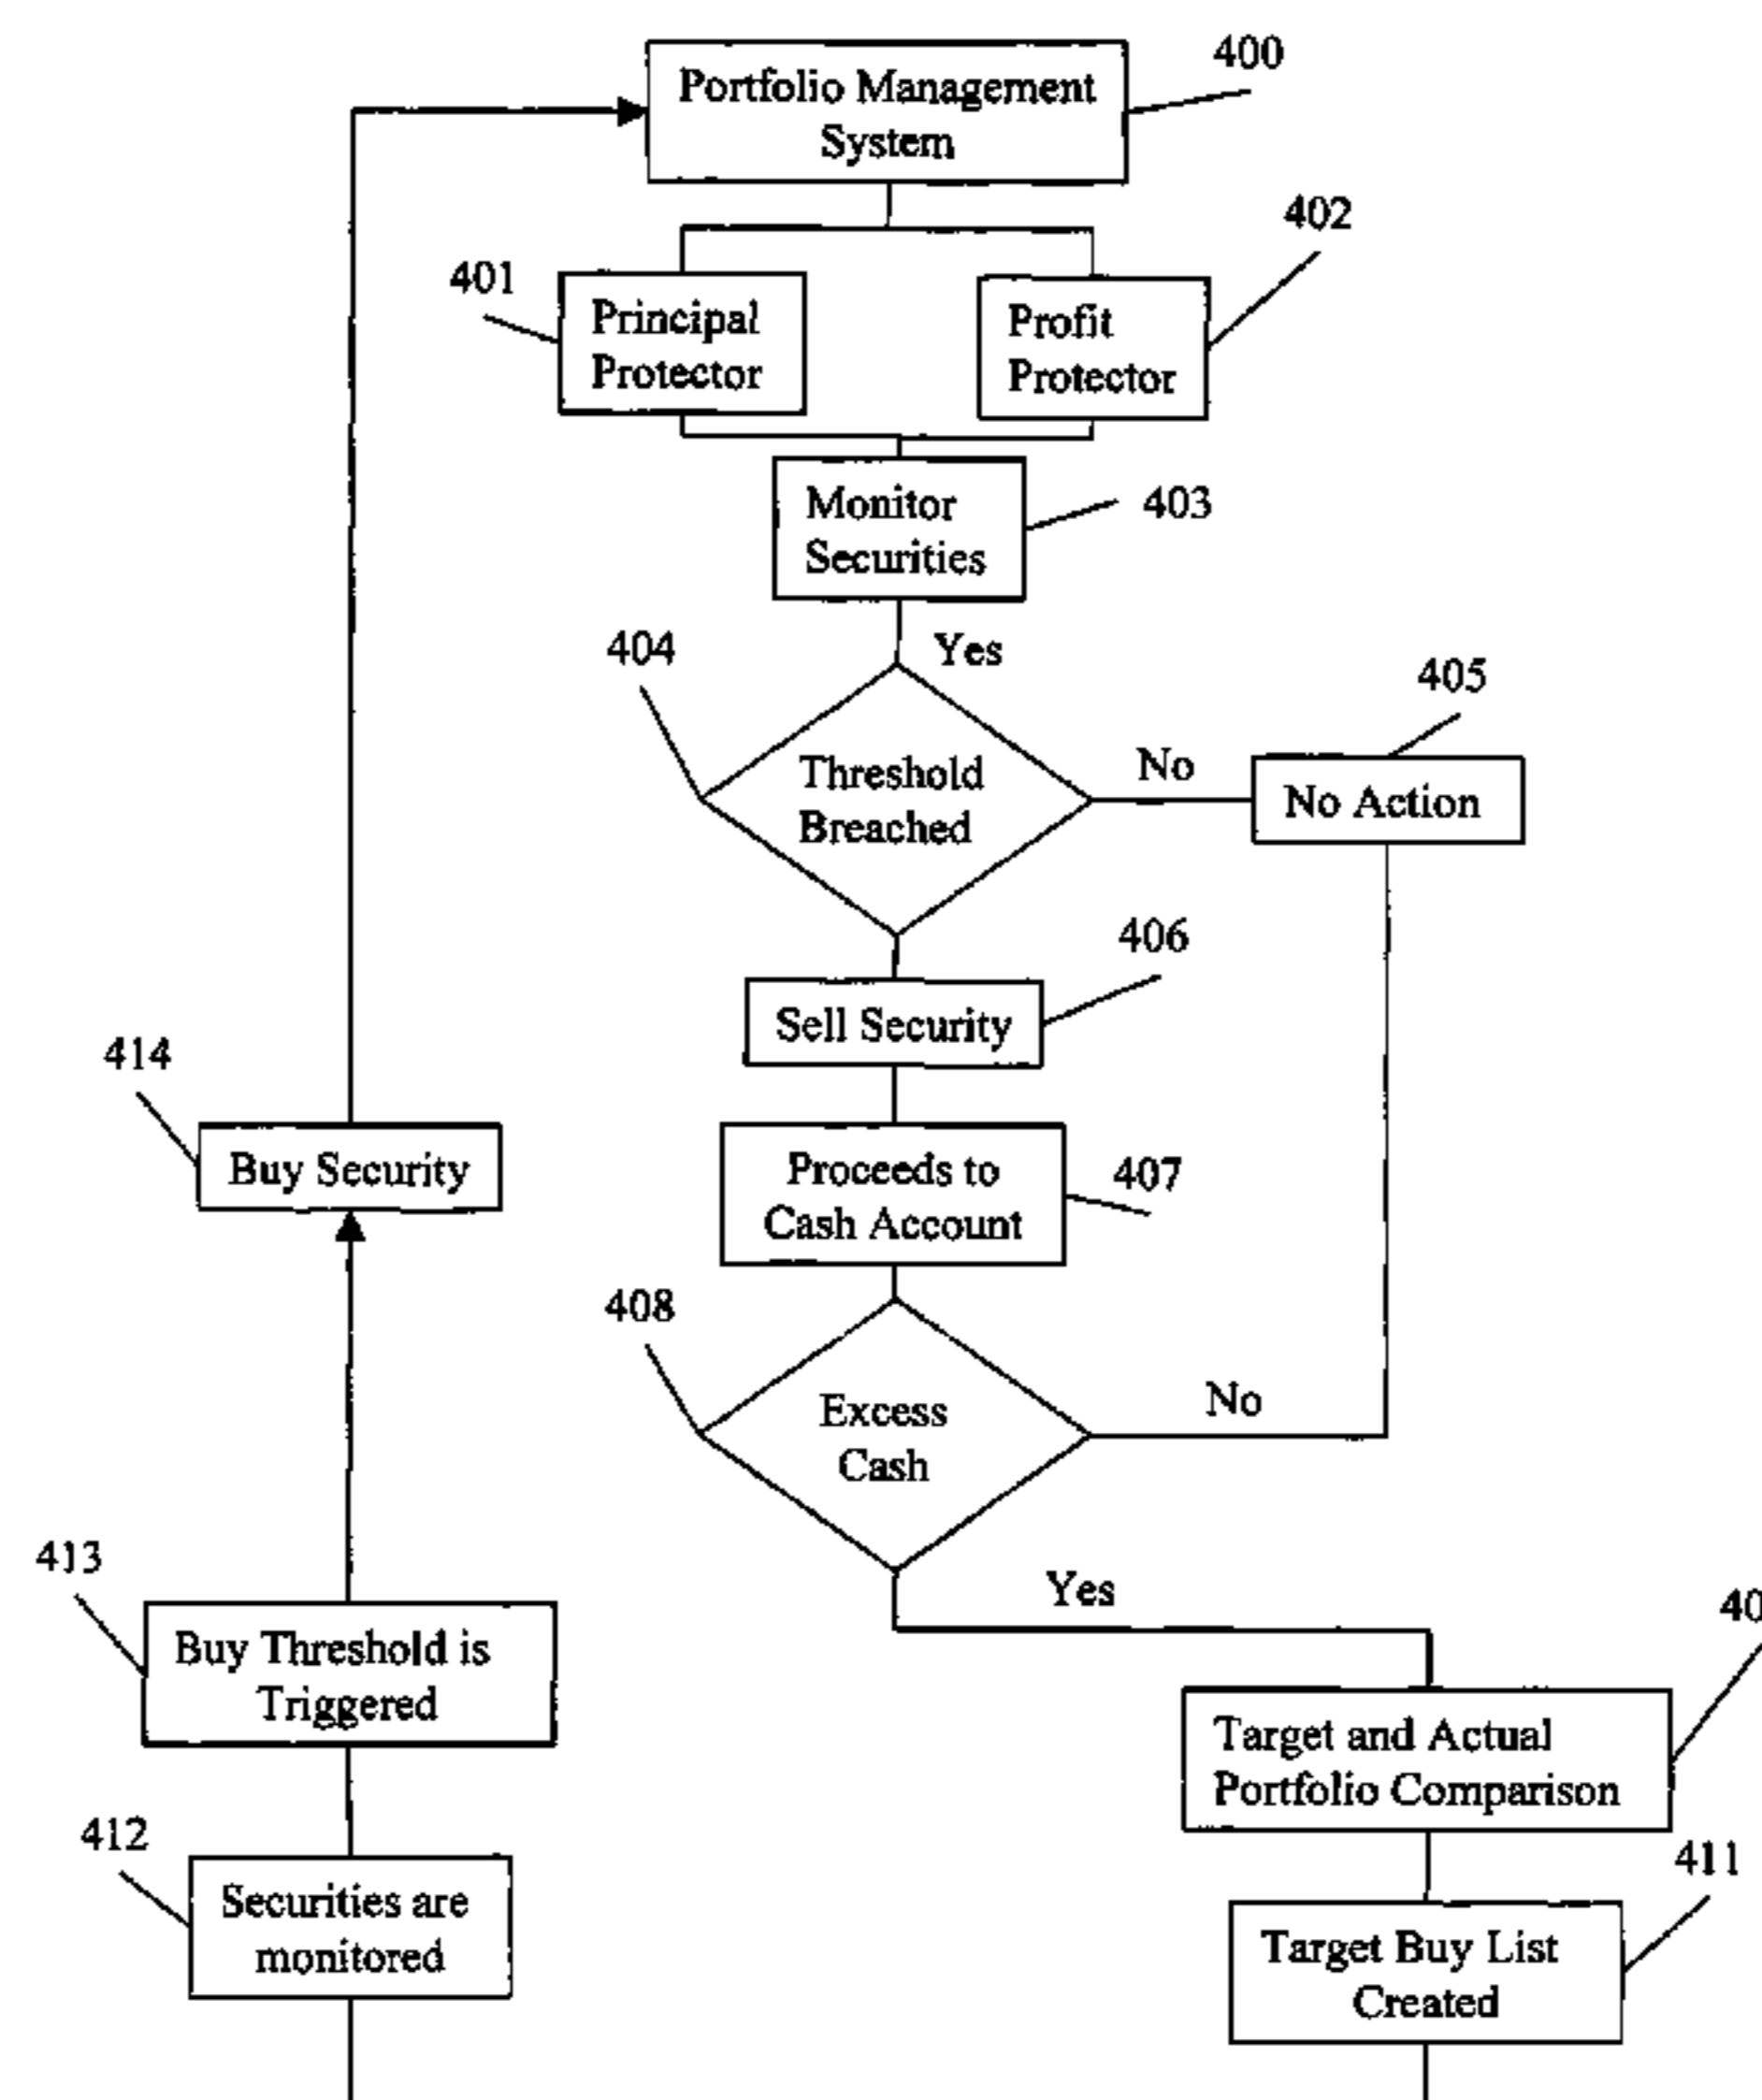 400
Portfolio Management
System
402
401
Principal
Protector
Profit
Protector
Monitor
Securities
403
404
Yes
405
Threshold
Breached
No
No Action
406
Sell Security
414
Buy Security
Proceeds to
Cash Account
407
408
Excess
Cash
No
413
Yes
Buy Threshold is
Triggered
Target and Actual
Portfolio Comparison
412
411
Securities are
monitored
Target Buy List
Created